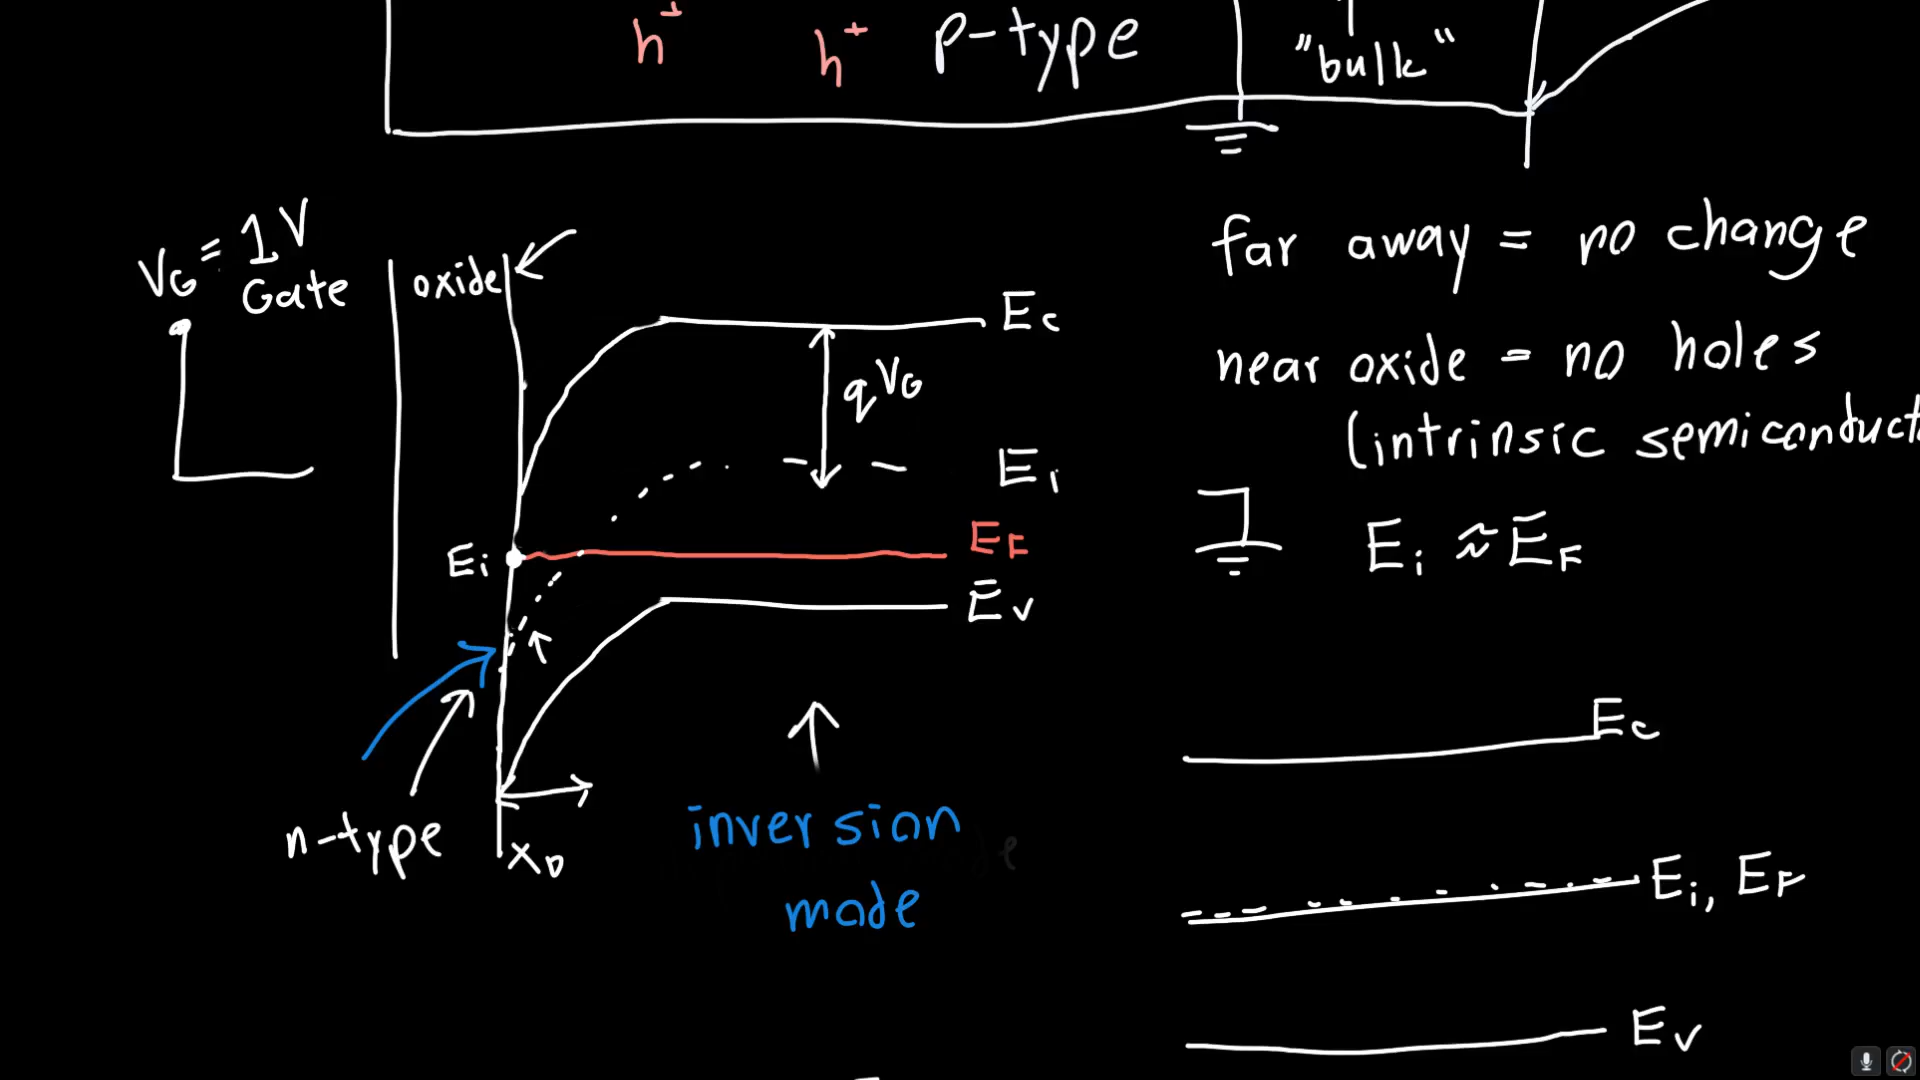 h⁺ h⁺ p-type
"bulk"
V_G = 1V
Gate
oxide
far away = no change
E_c
near oxide = no holes
qV_G
(intrinsic semiconduct
E_i
E_F
E_i
E_i ≈ E_F
E_v
E_c
n-type
x_D
inversion
mode
E_i, E_F
E_v